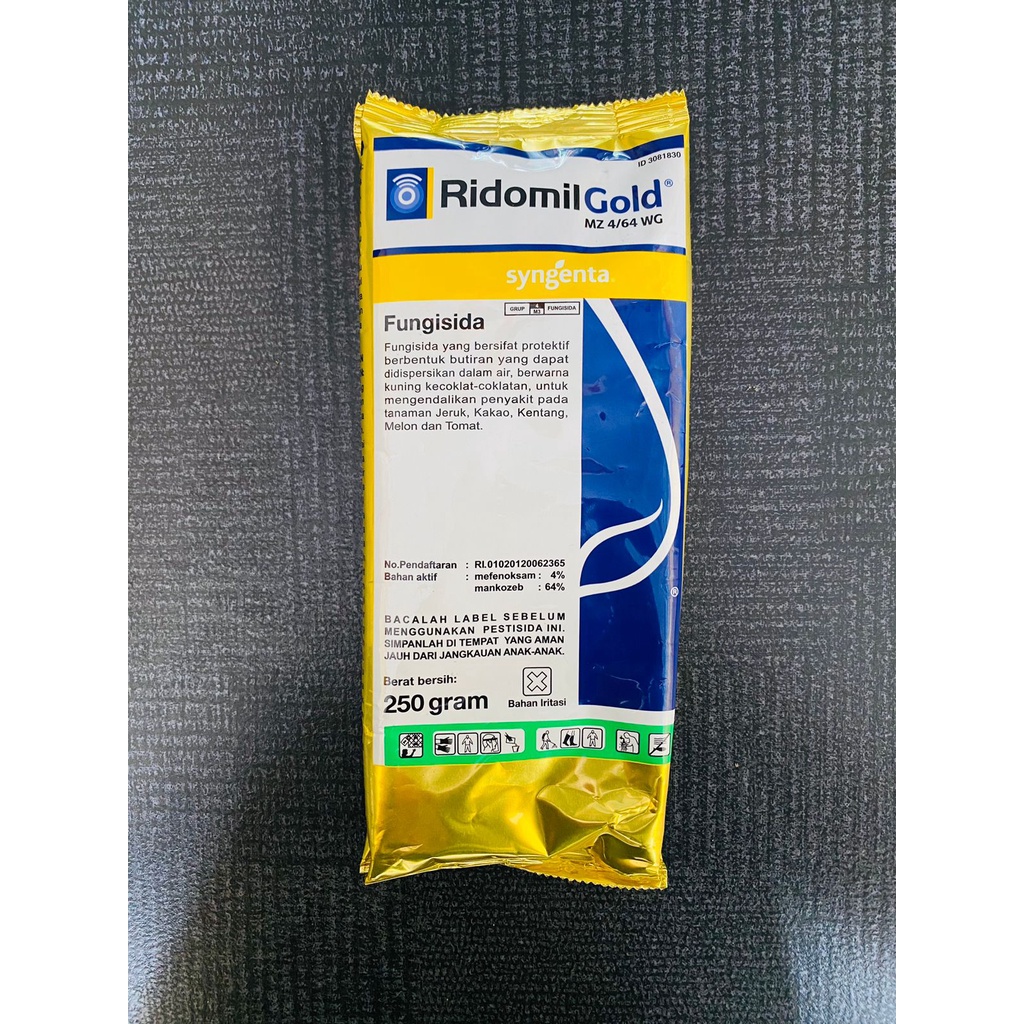 ID 3081830
RidomilGold®
MZ 4/64 WG
syngenta
GRUP 4 M3 FUNGISIDA
Fungisida
Fungisida yang bersifat protektif
berbentuk butiran yang dapat
didispersikan dalam air, berwarna
kuning kecoklat-coklatan, untuk
mengendalikan penyakit pada
tanaman Jeruk, Kakao, Kentang,
Melon dan Tomat.
No.Pendaftaran : RI.01020120062365
Bahan aktif : mefenoksam : 4%
mankozeb : 64%
®
BACALAH LABEL SEBELUM
MENGGUNAKAN PESTISIDA INI.
SIMPANLAH DI TEMPAT YANG AMAN
JAUH DARI JANGKAUAN ANAK-ANAK.
Berat bersih:
250 gram
Bahan Iritasi